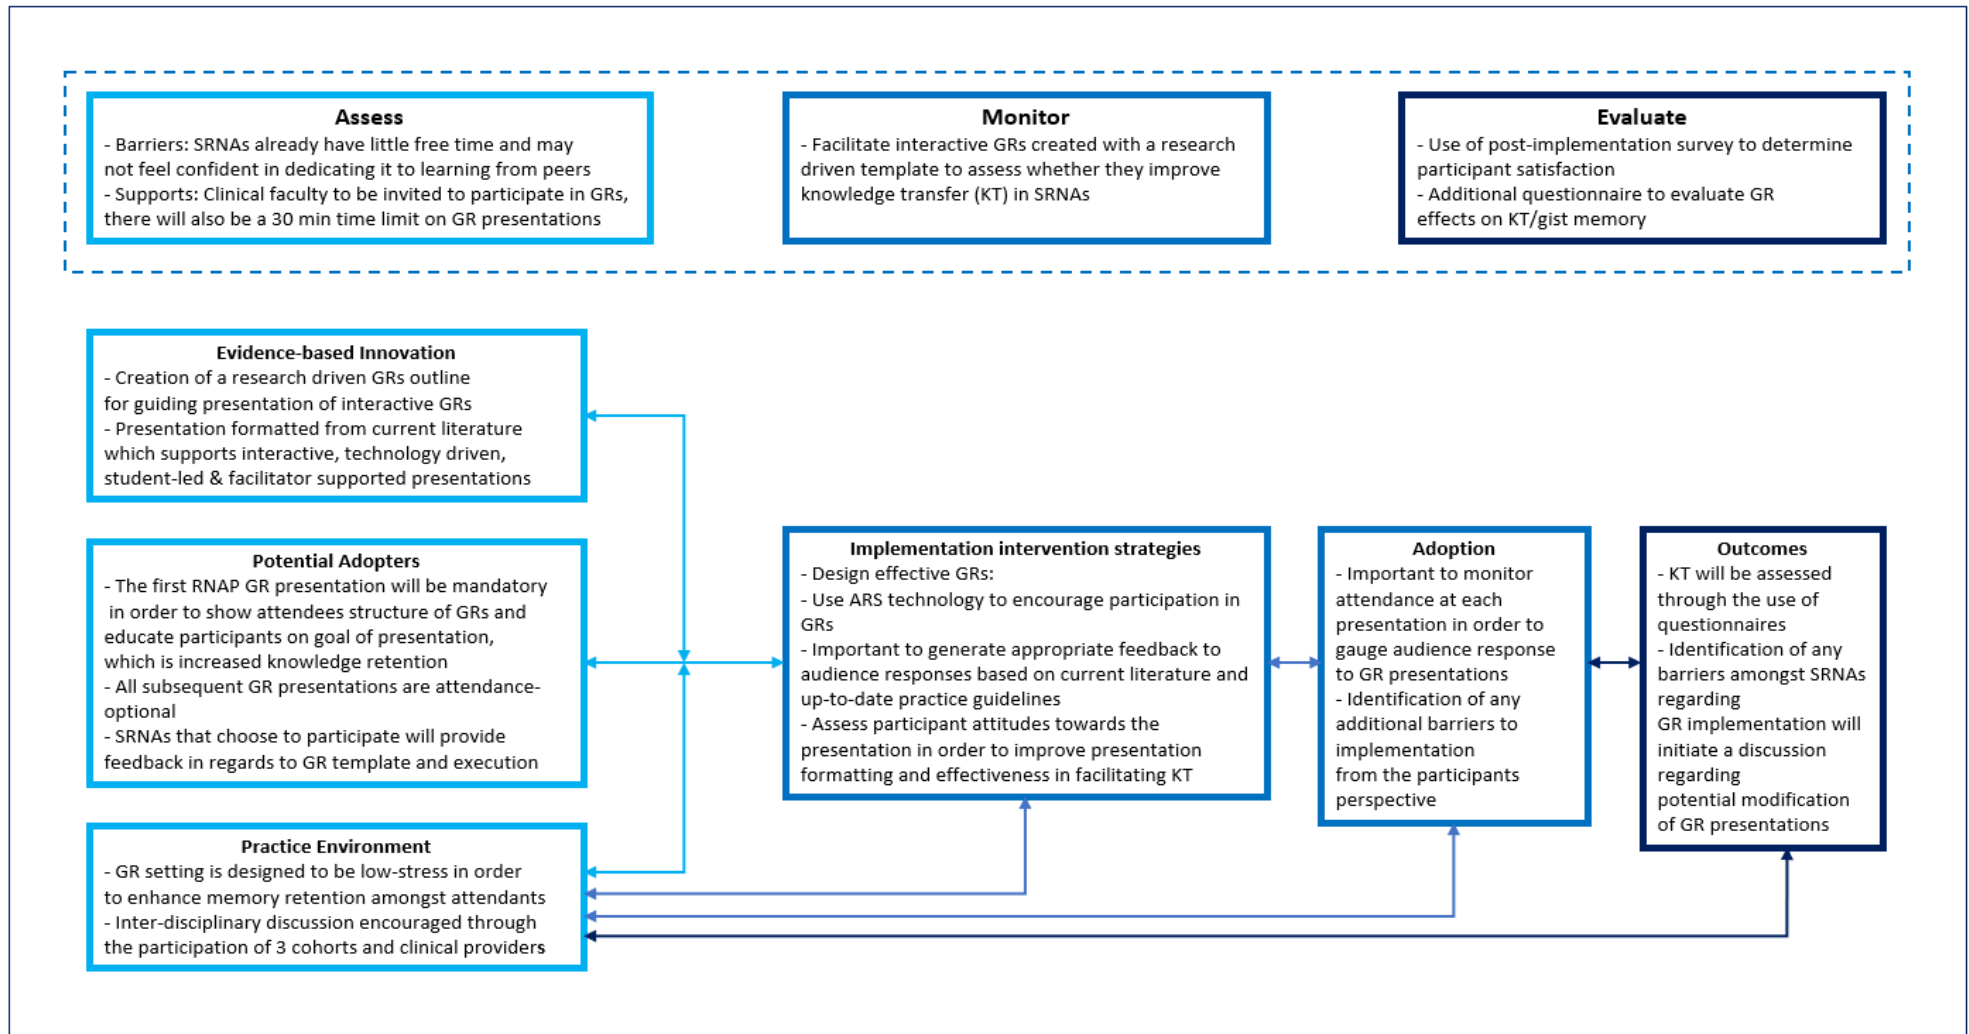 Assess
- Barriers: SRNAs already have little free time and may
not feel confident in dedicating it to learning from peers
- Supports: Clinical faculty to be invited to participate in GRs,
there will also be a 30 min time limit on GR presentations
Monitor
- Facilitate interactive GRs created with a research
driven template to assess whether they improve
knowledge transfer (KT) in SRNAs
Evaluate
- Use of post-implementation survey to determine
participant satisfaction
- Additional questionnaire to evaluate GR
effects on KT/gist memory
Evidence-based Innovation
- Creation of a research driven GRs outline
for guiding presentation of interactive GRs
- Presentation formatted from current literature
which supports interactive, technology driven,
student-led & facilitator supported presentations
Potential Adopters
- The first RNAP GR presentation will be mandatory
in order to show attendees structure of GRs and
educate participants on goal of presentation,
which is increased knowledge retention
- All subsequent GR presentations are attendance-
optional
- SRNAs that choose to participate will provide
feedback in regards to GR template and execution
Practice Environment
- GR setting is designed to be low-stress in order
to enhance memory retention amongst attendants
- Inter-disciplinary discussion encouraged through
the participation of 3 cohorts and clinical providers
Implementation intervention strategies
- Design effective GRs:
- Use ARS technology to encourage participation in
GRs
- Important to generate appropriate feedback to
audience responses based on current literature and
up-to-date practice guidelines
- Assess participant attitudes towards the
presentation in order to improve presentation
formatting and effectiveness in facilitating KT
Adoption
- Important to monitor
attendance at each
presentation in order to
gauge audience response
to GR presentations
- Identification of any
additional barriers to
implementation
from the participants
perspective
Outcomes
- KT will be assessed
through the use of
questionnaires
- Identification of any
barriers amongst SRNAs
regarding
GR implementation will
initiate a discussion
regarding
potential modification
of GR presentations